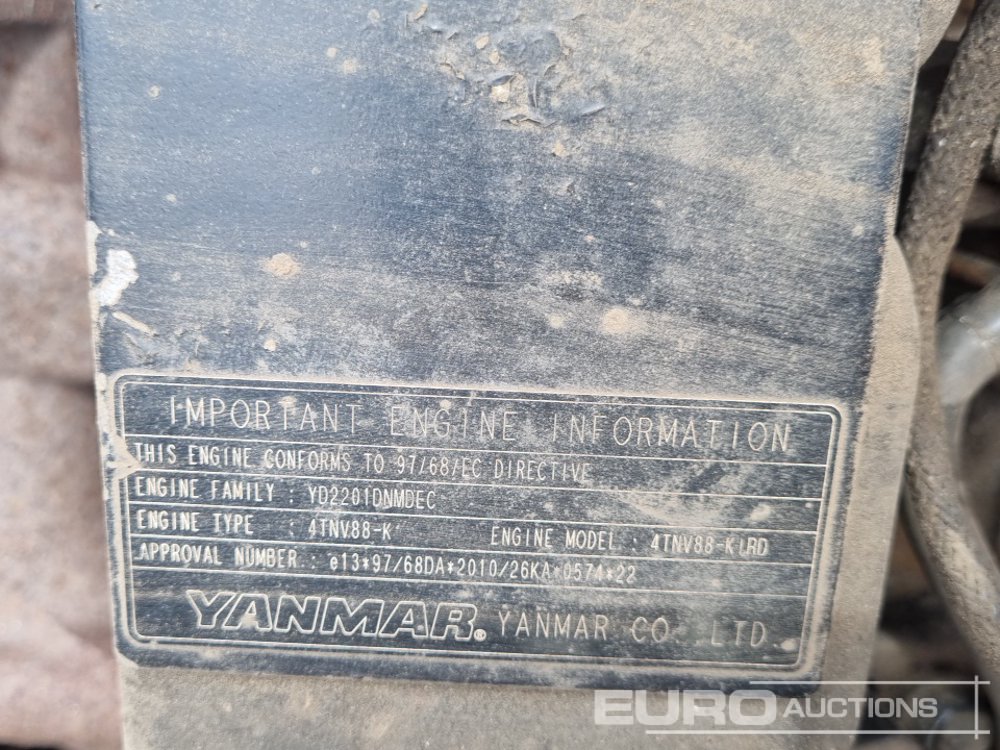 IMPORTANT ENGINE INFORMATION
THIS ENGINE CONFORMS TO 97/68/EC DIRECTIVE
ENGINE FAMILY : YD2201DNMDEC
ENGINE TYPE : 4TNV88-K ENGINE MODEL : 4TNV88-KLRD
APPROVAL NUMBER : e13*97/68DA*2010/26KA*0574*22
YANMAR. YANMAR CO., LTD.
EURO AUCTIONS